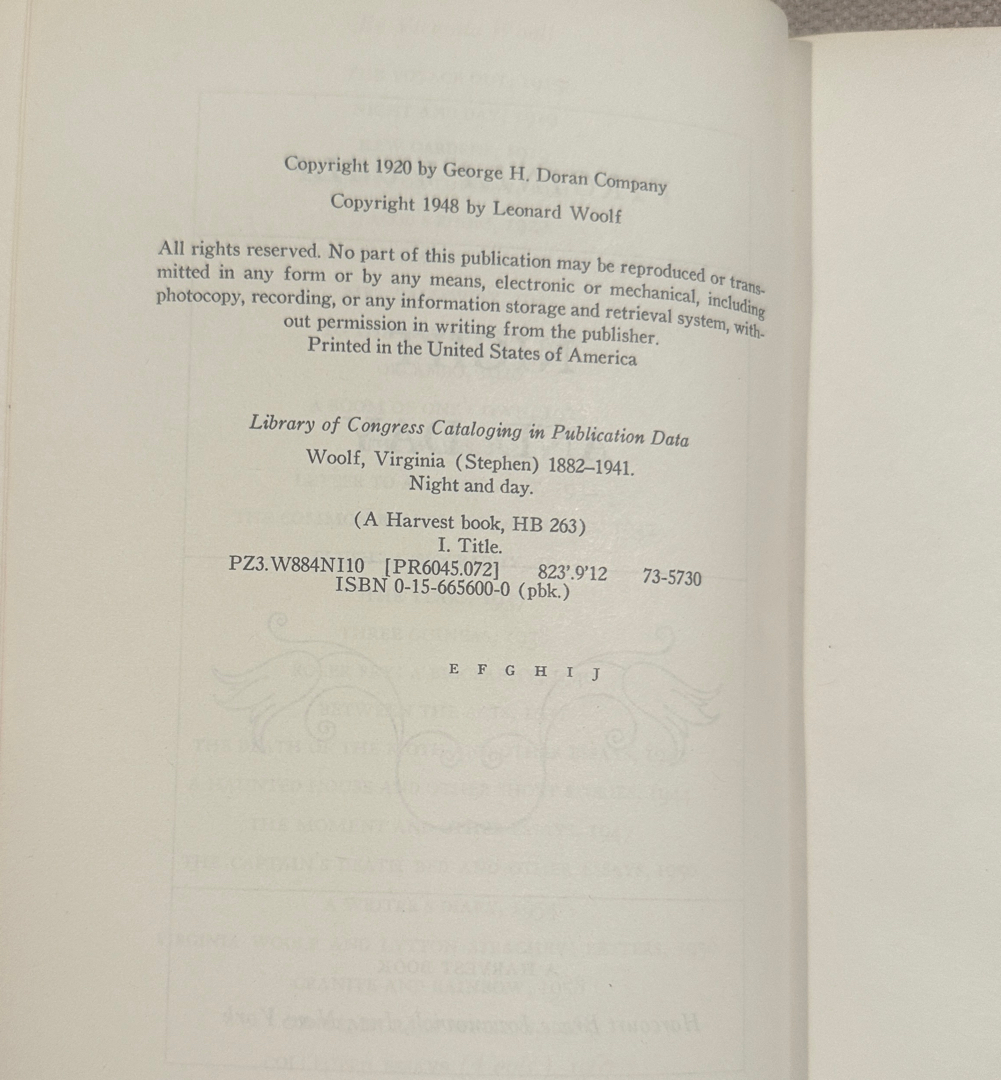 Copyright 1920 by George H. Doran Company
Copyright 1948 by Leonard Woolf
All rights reserved. No part of this publication may be reproduced or trans-
mitted in any form or by any means, electronic or mechanical, including
photocopy, recording, or any information storage and retrieval system, with-
out permission in writing from the publisher.
Printed in the United States of America
Library of Congress Cataloging in Publication Data
Woolf, Virginia (Stephen) 1882–1941.
Night and day.
(A Harvest book, HB 263)
I. Title.
PZ3.W884NI10 [PR6045.072] 823'.9'12 73-5730
ISBN 0-15-665600-0 (pbk.)
E F G H I J